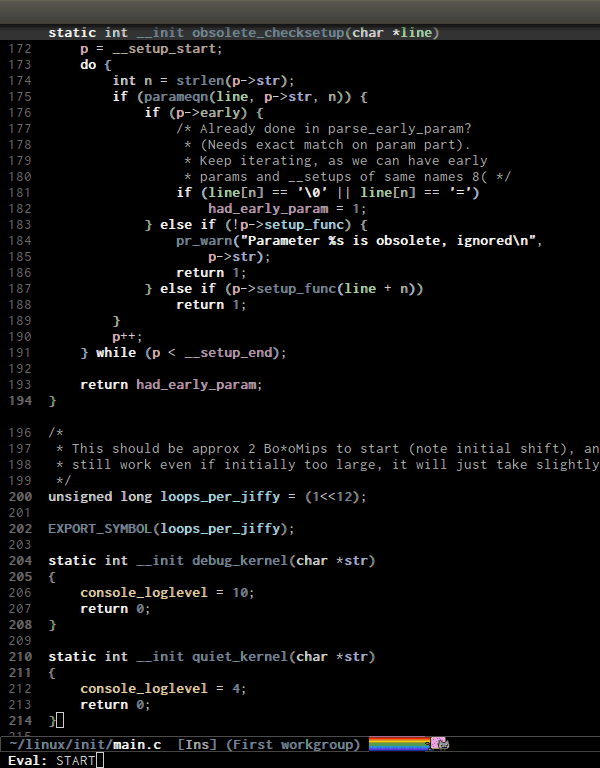 static int __init obsolete_checksetup(char *line)
172 p = __setup_start;
173 do {
174 int n = strlen(p->str);
175 if (parameqn(line, p->str, n)) {
176 if (p->early) {
177 /* Already done in parse_early_param?
178 * (Needs exact match on param part).
179 * Keep iterating, as we can have early
180 * params and __setups of same names 8( */
181 if (line[n] == '\0' || line[n] == '=')
182 had_early_param = 1;
183 } else if (!p->setup_func) {
184 pr_warn("Parameter %s is obsolete, ignored\n",
185 p->str);
186 return 1;
187 } else if (p->setup_func(line + n))
188 return 1;
189 }
190 p++;
191 } while (p < __setup_end);
192
193 return had_early_param;
194 }
196 /*
197 * This should be approx 2 Bo*oMips to start (note initial shift), an
198 * still work even if initially too large, it will just take slightly
199 */
200 unsigned long loops_per_jiffy = (1<<12);
201
202 EXPORT_SYMBOL(loops_per_jiffy);
203
204 static int __init debug_kernel(char *str)
205 {
206 console_loglevel = 10;
207 return 0;
208 }
209
210 static int __init quiet_kernel(char *str)
211 {
212 console_loglevel = 4;
213 return 0;
214 }
215
~/linux/init/main.c [Ins] (First workgroup)
Eval: START